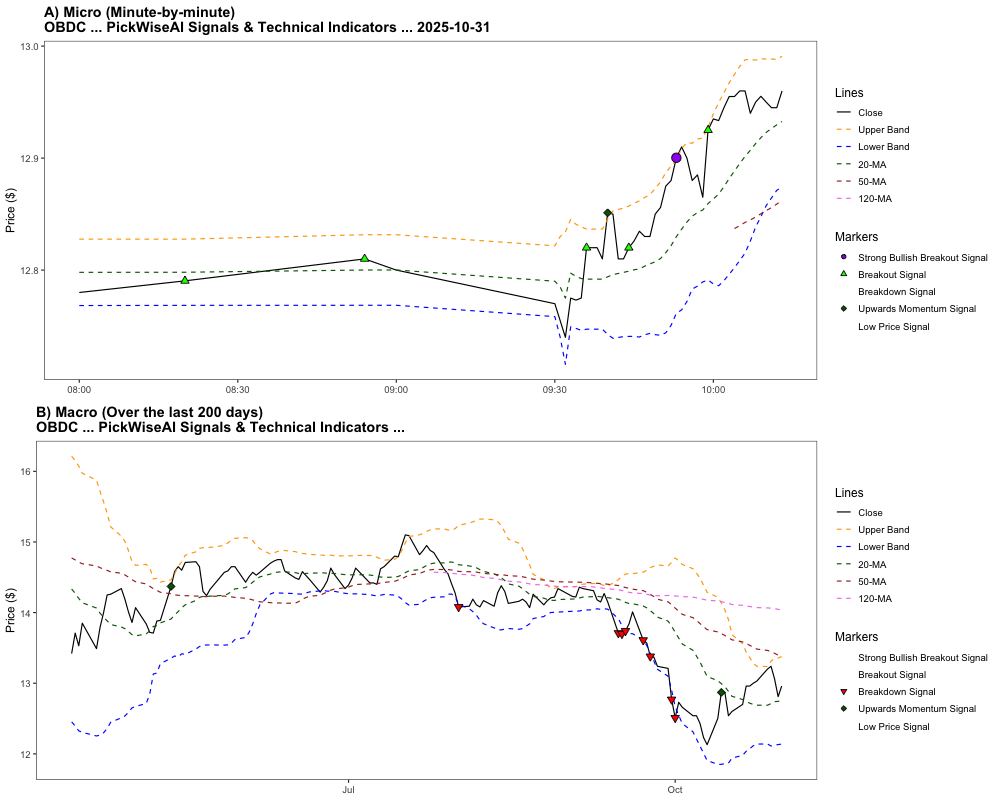 A) Micro (Minute-by-minute)
OBDC ... PickWiseAI Signals & Technical Indicators ... 2025-10-31
Price ($)
13.0
12.9
12.8
08:00
08:30
09:00
09:30
10:00
Lines
Close
Upper Band
Lower Band
20-MA
50-MA
120-MA
Markers
Strong Bullish Breakout Signal
Breakout Signal
Breakdown Signal
Upwards Momentum Signal
Low Price Signal
B) Macro (Over the last 200 days)
OBDC ... PickWiseAI Signals & Technical Indicators ...
Price ($)
16
15
14
13
12
Jul
Oct
Lines
Close
Upper Band
Lower Band
20-MA
50-MA
120-MA
Markers
Strong Bullish Breakout Signal
Breakout Signal
Breakdown Signal
Upwards Momentum Signal
Low Price Signal